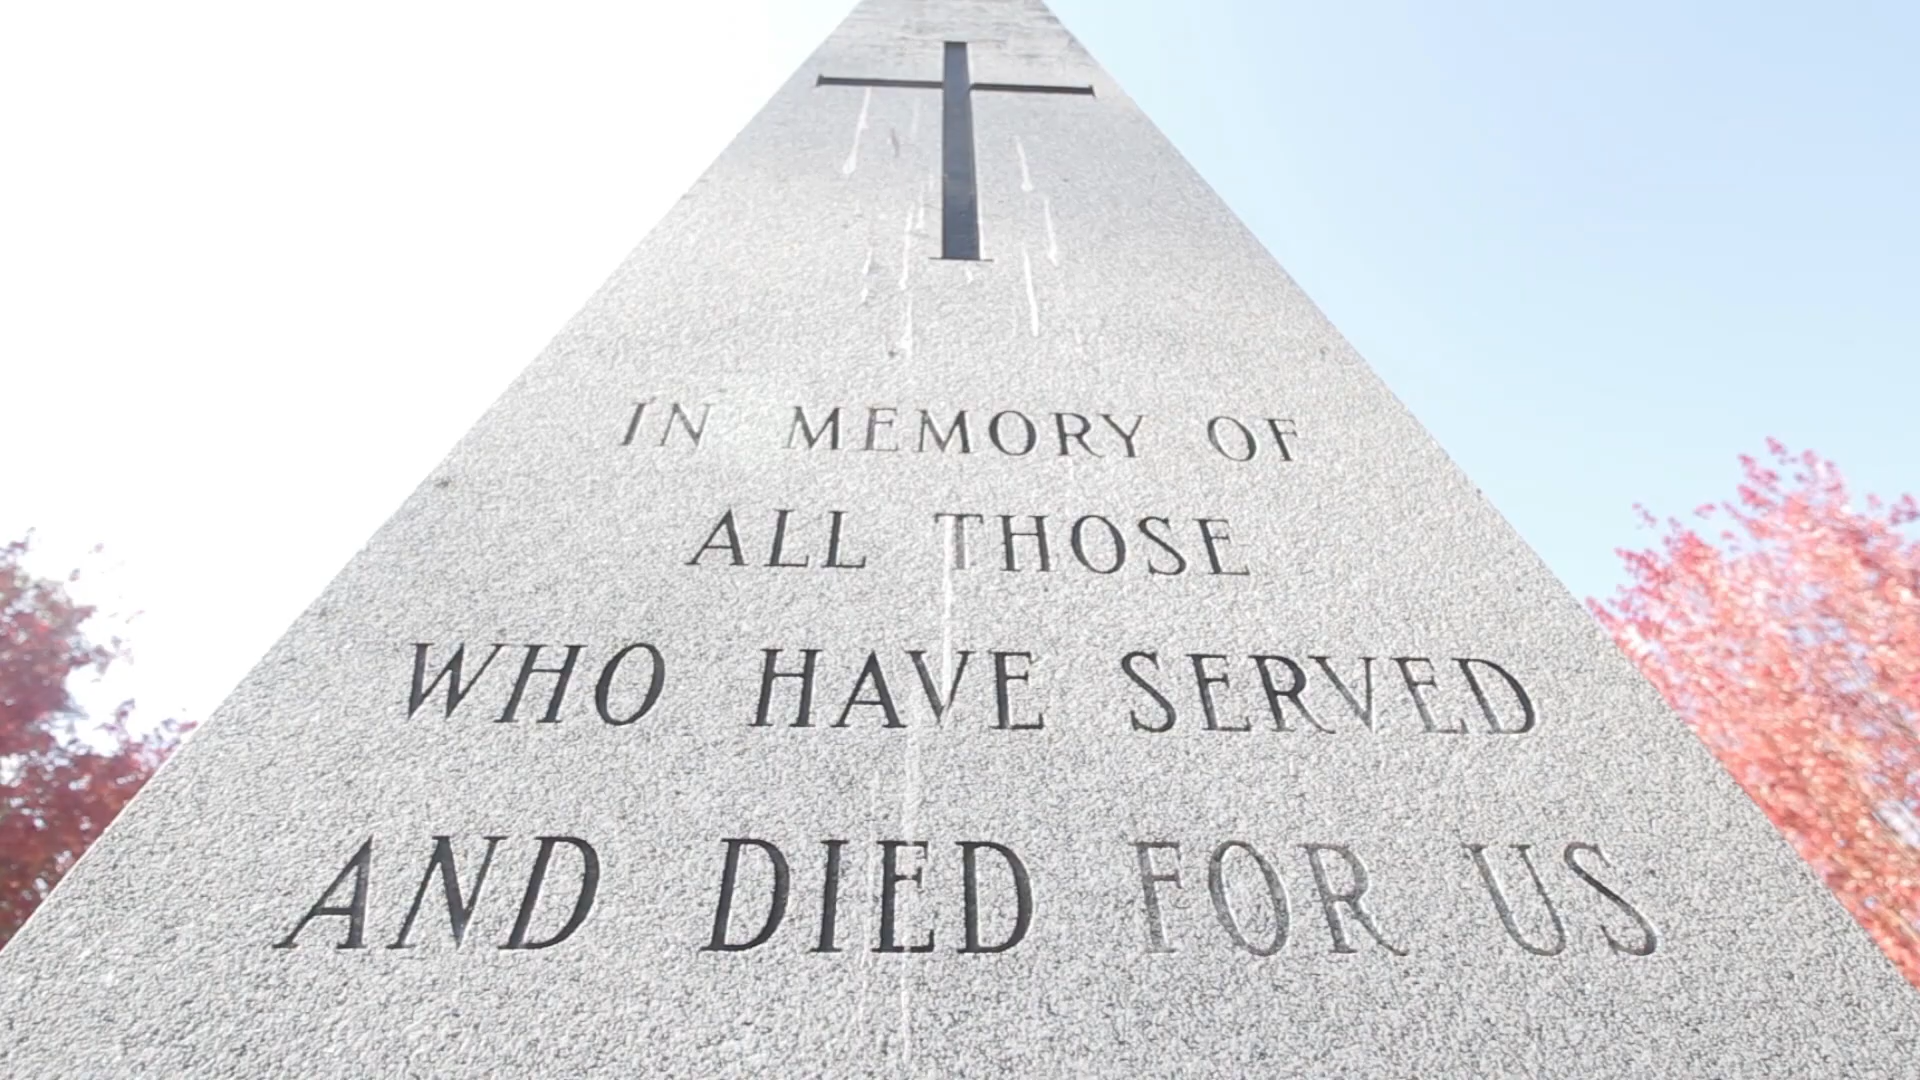 IN MEMORY OF
ALL THOSE
WHO HAVE SERVED
AND DIED FOR US